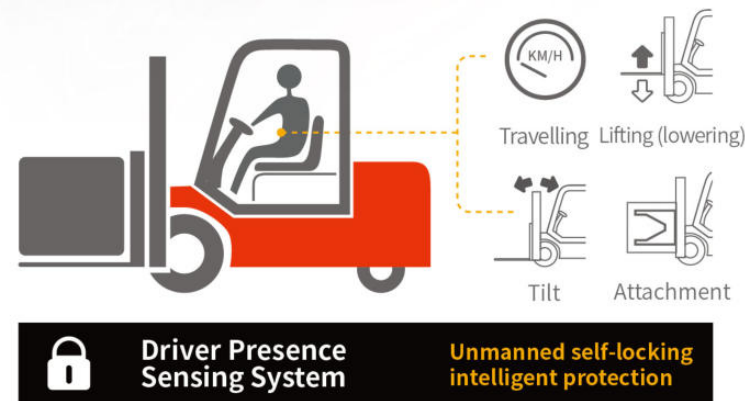 KM/H
Travelling
Lifting (lowering)
Tilt
Attachment
Driver Presence
Sensing System
Unmanned self-locking
intelligent protection